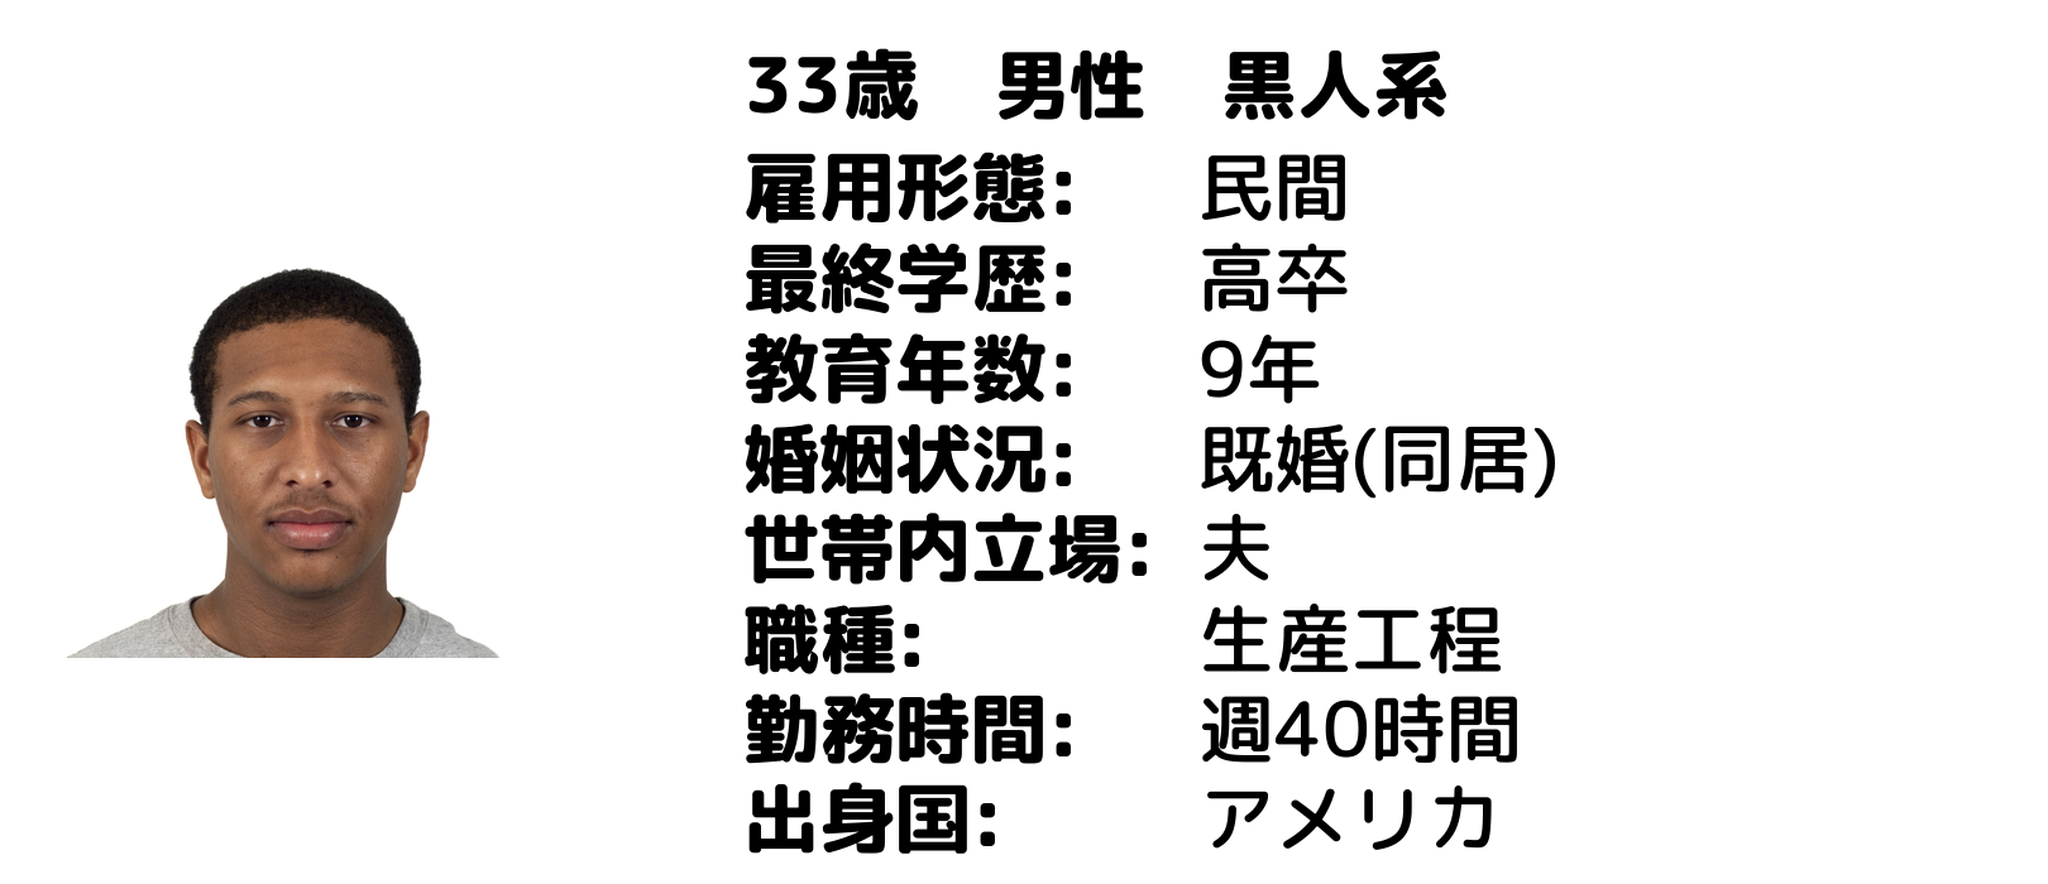 33歳　男性　黒人系
雇用形態:　民間
最終学歴:　高卒
教育年数:　9年
婚姻状況:　既婚(同居)
世帯内立場:　夫
職種:　生産工程
勤務時間:　週40時間
出身国:　アメリカ